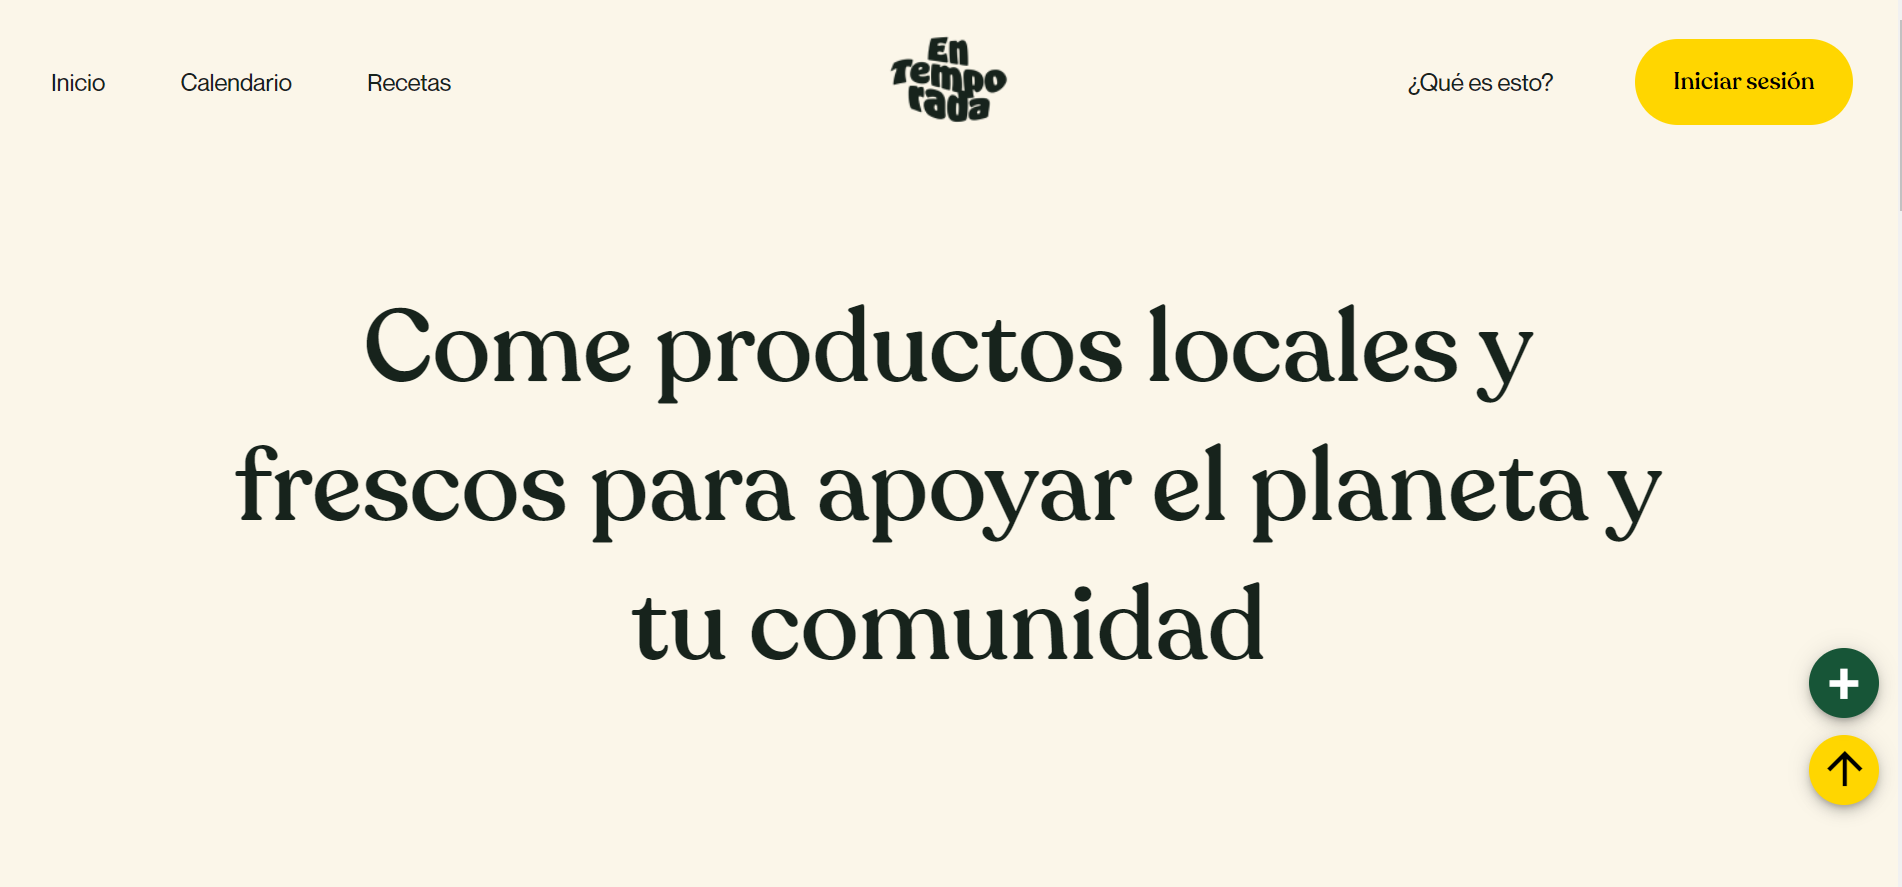 Inicio
Calendario
Recetas
En
Tempo
rada
¿Qué es esto?
Iniciar sesión
Come productos locales y
frescos para apoyar el planeta y
tu comunidad